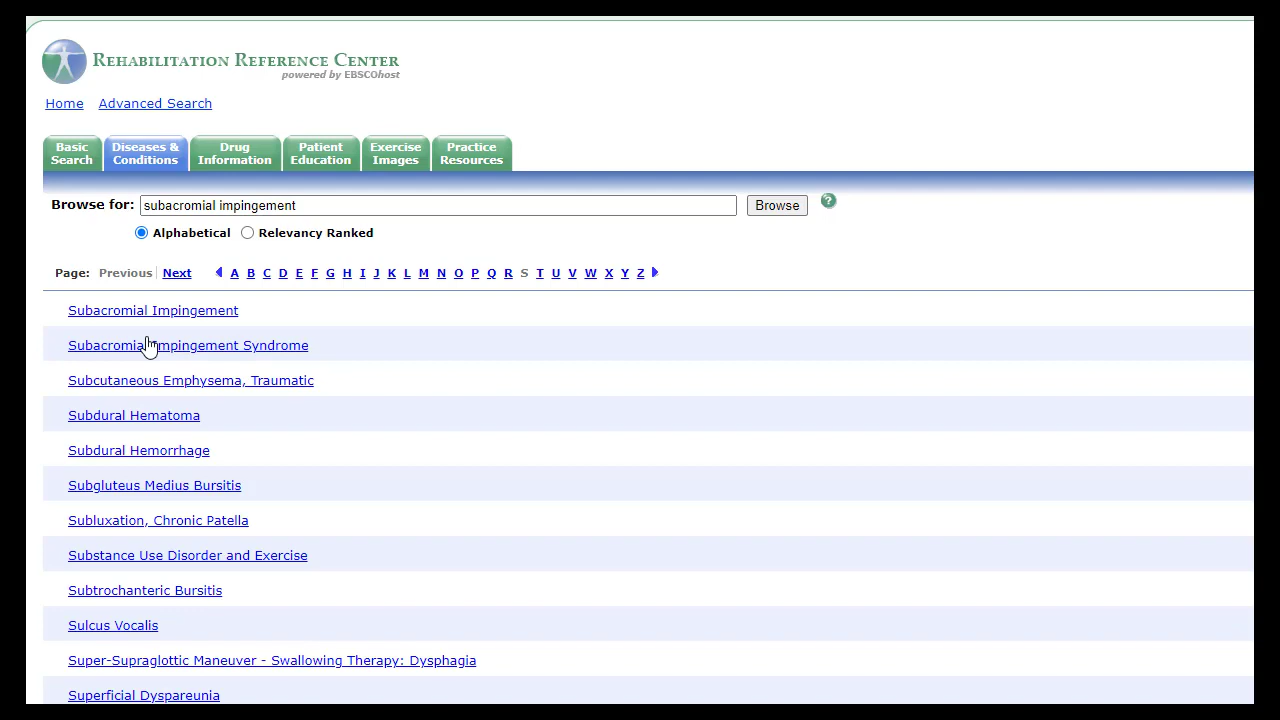 REHABILITATION REFERENCE CENTER
powered by EBSCOhost
Home Advanced Search
Basic Search Diseases & Conditions Drug Information Patient Education Exercise Images Practice Resources
Browse for: subacromial impingement Browse ?
Alphabetical Relevancy Ranked
Page: Previous Next A B C D E F G H I J K L M N O P Q R S T U V W X Y Z
Subacromial Impingement
Subacromial Impingement Syndrome
Subcutaneous Emphysema, Traumatic
Subdural Hematoma
Subdural Hemorrhage
Subgluteus Medius Bursitis
Subluxation, Chronic Patella
Substance Use Disorder and Exercise
Subtrochanteric Bursitis
Sulcus Vocalis
Super-Supraglottic Maneuver - Swallowing Therapy: Dysphagia
Superficial Dyspareunia